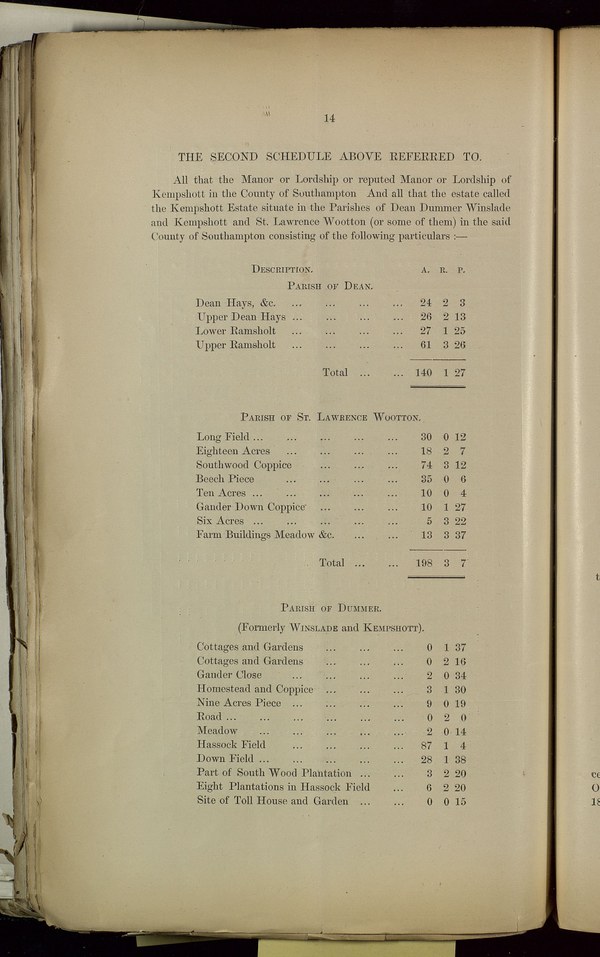 14
THE SECOND SCHEDULE ABOVE REFERRED TO.
All that the Manor or Lordship or reputed Manor or Lordship of
Kempshott in the County of Southampton And all that the estate called
the Kempshott Estate situate in the Parishes of Dean Dummer Winslade
and Kempshott and St. Lawrence Wootton (or some of them) in the said
County of Southampton consisting of the following particulars :—
DESCRIPTION. A. R. P.
PARISH OF DEAN.
Dean Hays, &c. ... ... ... ... 24 2 3
Upper Dean Hays ... ... ... ... 26 2 13
Lower Ramsholt ... ... ... ... 27 1 25
Upper Ramsholt ... ... ... ... 61 3 26
Total ... ... 140 1 27
PARISH OF ST. LAWRENCE WOOTTON.
Long Field ... ... ... ... ... 30 0 12
Eighteen Acres ... ... ... ... 18 2 7
Southwood Coppice ... ... ... 74 3 12
Beech Piece ... ... ... ... 35 0 6
Ten Acres ... ... ... ... ... 10 0 4
Gander Down Coppice ... ... ... 10 1 27
Six Acres ... ... ... ... ... 5 3 22
Farm Buildings Meadow &c. ... ... 13 3 37
Total ... ... 198 3 7
PARISH OF DUMMER.
(Formerly WINSLADE and KEMPSHOTT).
Cottages and Gardens ... ... ... 0 1 37
Cottages and Gardens ... ... ... 0 2 16
Gander Close ... ... ... ... 2 0 34
Homestead and Coppice ... ... ... 3 1 30
Nine Acres Piece ... ... ... ... 9 0 19
Road ... ... ... ... ... ... 0 2 0
Meadow ... ... ... ... ... 2 0 14
Hassock Field ... ... ... ... 87 1 4
Down Field ... ... ... ... ... 28 1 38
Part of South Wood Plantation ... ... 3 2 20
Eight Plantations in Hassock Field ... 6 2 20
Site of Toll House and Garden ... ... 0 0 15